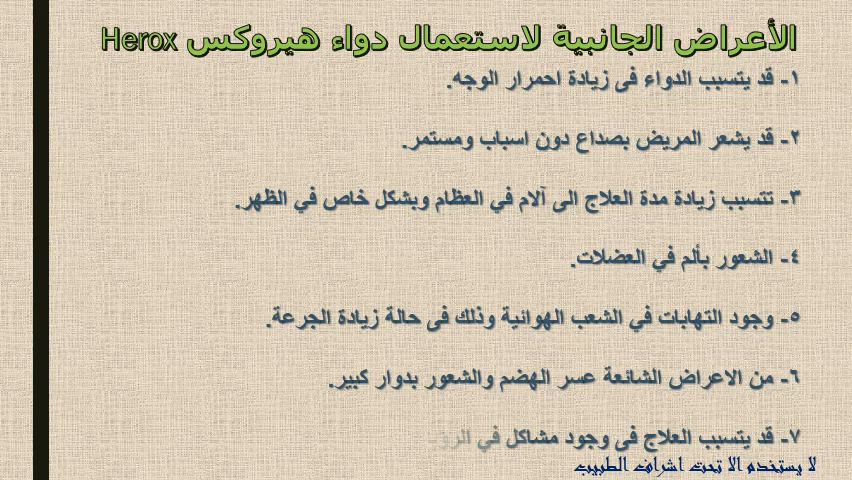 الأعراض الجانبية لاستعمال دواء هيروكس Herox
١- قد يتسبب الدواء فى زيادة احمرار الوجه.
٢- قد يشعر المريض بصداع دون اسباب ومستمر.
٣- تتسبب زيادة مدة العلاج الى آلام في العظام وبشكل خاص في الظهر.
٤- الشعور بألم في العضلات.
٥- وجود التهابات في الشعب الهوائية وذلك فى حالة زيادة الجرعة.
٦- من الاعراض الشائعة عسر الهضم والشعور بدوار كبير.
٧- قد يتسبب العلاج فى وجود مشاكل في
لا يستخدم الا تحت اشراف الطبيب